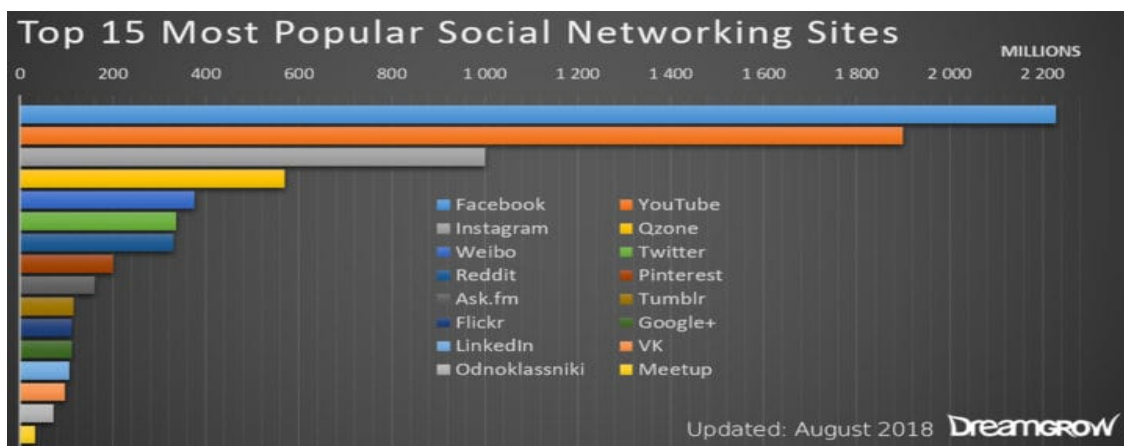 Top 15 Most Popular Social Networking Sites
MILLIONS
0 200 400 600 800 1 000 1 200 1 400 1 600 1 800 2 000 2 200
Facebook YouTube
Instagram Qzone
Weibo Twitter
Reddit Pinterest
Ask.fm Tumblr
Flickr Google+
LinkedIn VK
Odnoklassniki Meetup
Updated: August 2018 DreamGrow